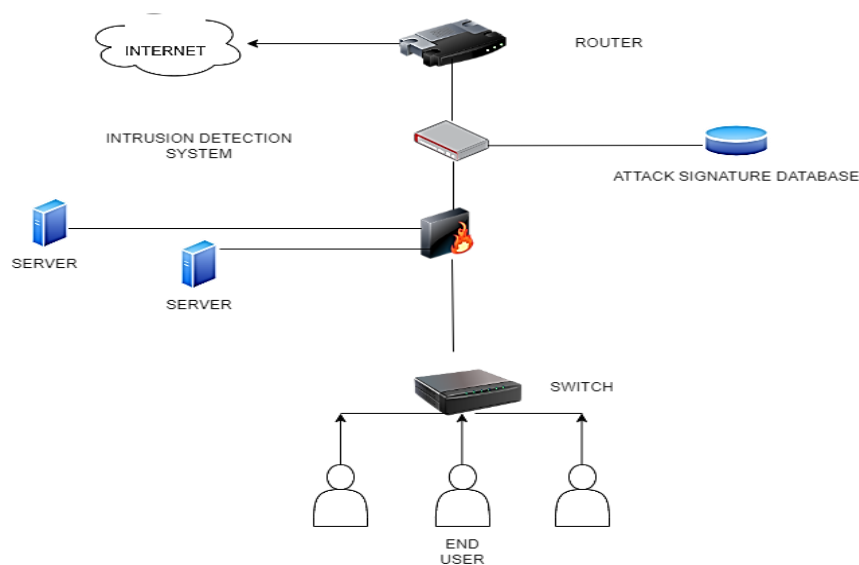 INTERNET
ROUTER
INTRUSION DETECTION
SYSTEM
ATTACK SIGNATURE DATABASE
SERVER
SERVER
SWITCH
END
USER